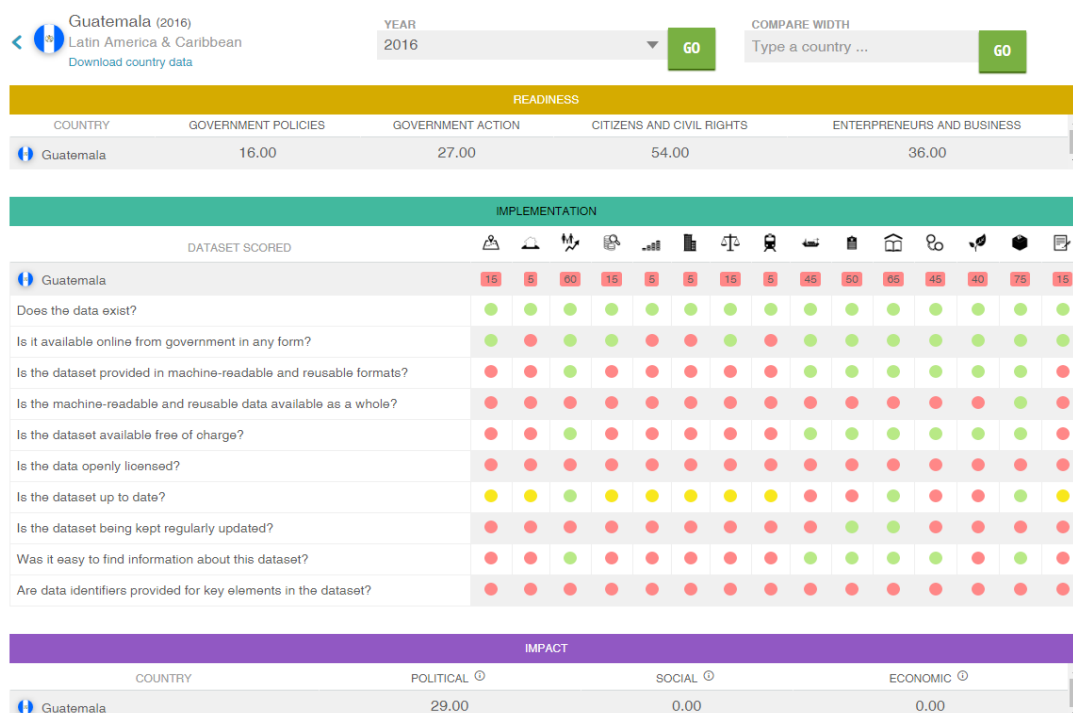 Guatemala (2016)
Latin America & Caribbean
Download country data
YEAR
2016
GO
COMPARE WIDTH
Type a country ...
GO
READINESS
COUNTRY GOVERNMENT POLICIES GOVERNMENT ACTION CITIZENS AND CIVIL RIGHTS ENTERPRENEURS AND BUSINESS
Guatemala 16.00 27.00 54.00 36.00
IMPLEMENTATION
DATASET SCORED
Guatemala 15 5 60 15 5 5 15 5 45 50 65 45 40 75 15
Does the data exist?
Is it available online from government in any form?
Is the dataset provided in machine-readable and reusable formats?
Is the machine-readable and reusable data available as a whole?
Is the dataset available free of charge?
Is the data openly licensed?
Is the dataset up to date?
Is the dataset being kept regularly updated?
Was it easy to find information about this dataset?
Are data identifiers provided for key elements in the dataset?
IMPACT
COUNTRY POLITICAL SOCIAL ECONOMIC
Guatemala 29.00 0.00 0.00